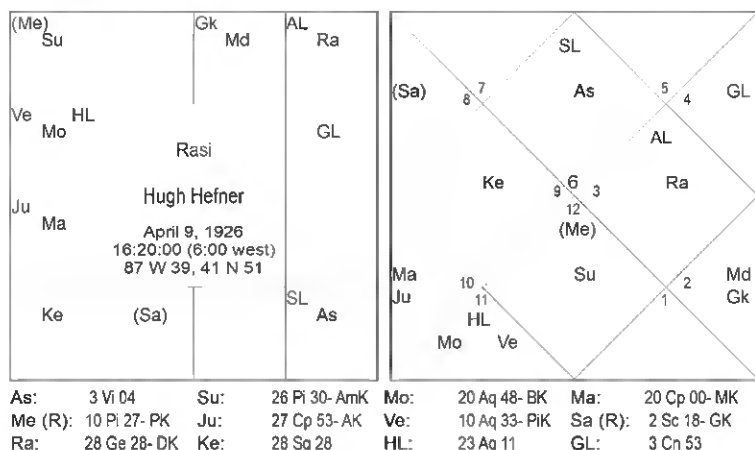 (Me) Su Gk Md AL Ra
Ve HL Mo GL
Rasi
Hugh Hefner
April 9, 1926
16:20:00 (6:00 west)
87 W 39, 41 N 51
Ju Ma
Ke (Sa) SL As
SL
(Sa) 7 8 As 5 4 GL
AL
Ke 9 6 3 Ra
12
(Me)
Ma Ju 10 11 Su 2 1 Md Gk
HL
Mo Ve
As: 3 Vi 04 Su: 26 Pi 30- AmK Mo: 20 Aq 48- BK Ma: 20 Cp 00- MK
Me (R): 10 Pi 27- PK Ju: 27 Cp 53- AK Ve: 10 Aq 33- PiK Sa (R): 2 Sc 18- GK
Ra: 28 Ge 28- DK Ke: 28 Sg 28 HL: 23 Aq 11 GL: 3 Cn 53